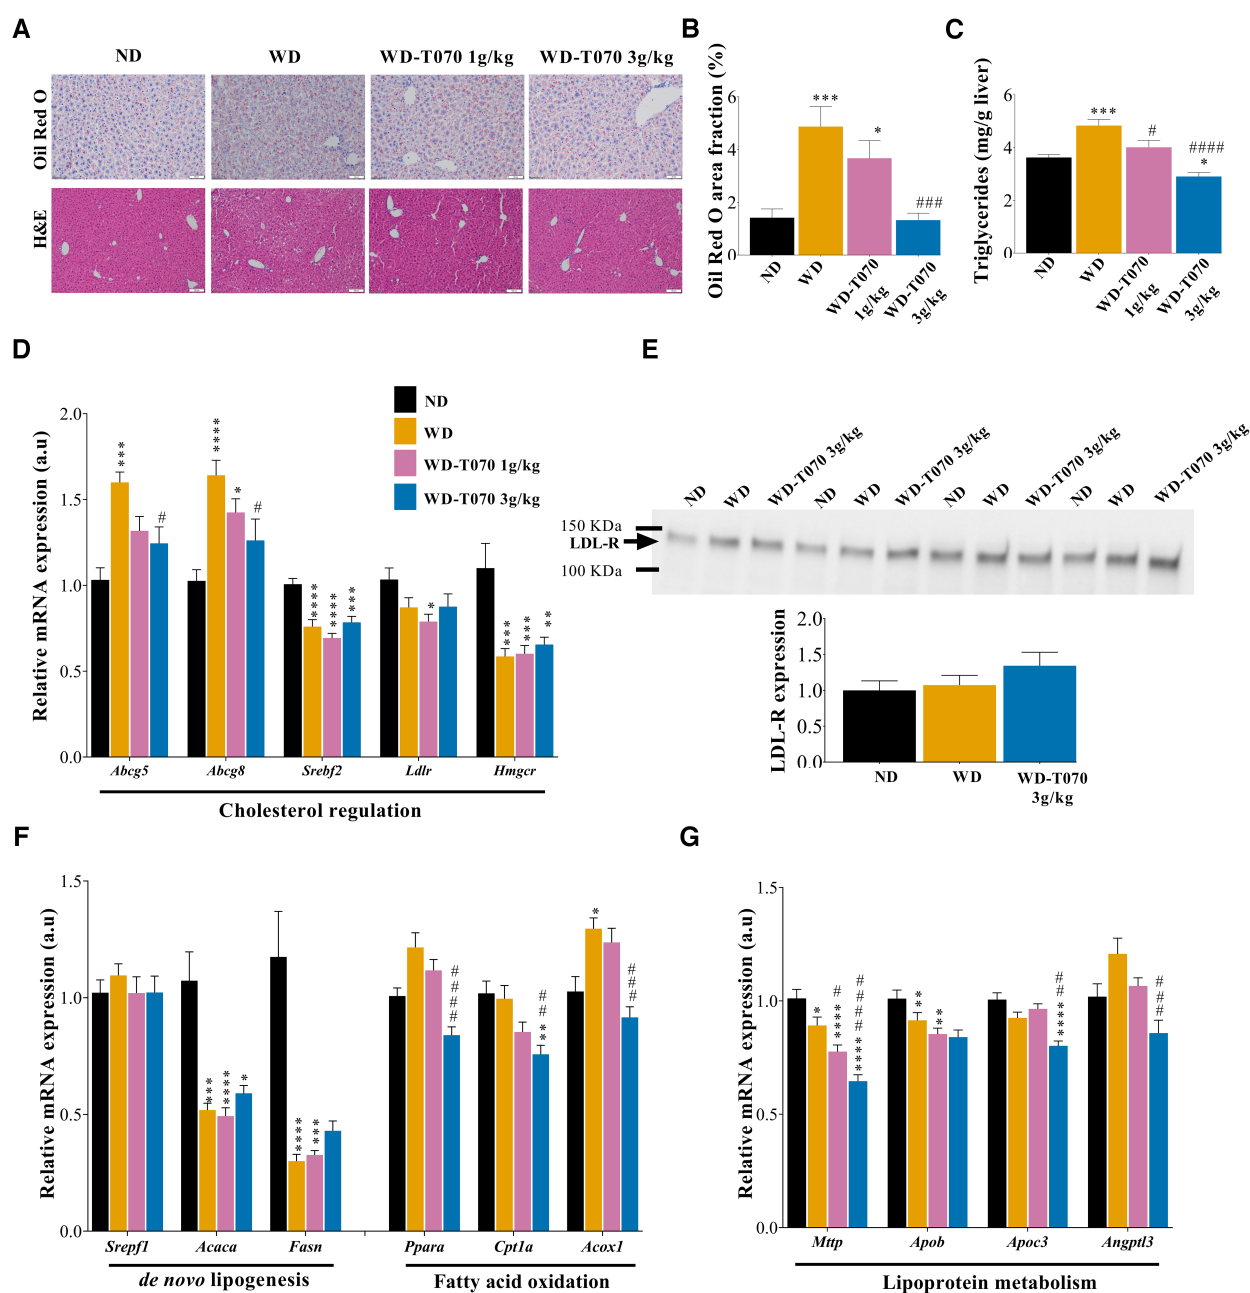 A
ND
WD
WD-T070 1g/kg
WD-T070 3g/kg
Oil Red O
H&E
B
Oil Red O area fraction (%)
6
4
2
0
***
*
###
ND
WD
WD-T070 1g/kg
WD-T070 3g/kg
C
Triglycerides (mg/g liver)
6
4
2
0
***
#
####
*
ND
WD
WD-T070 1g/kg
WD-T070 3g/kg
D
Relative mRNA expression (a.u)
2.0
1.5
1.0
0.5
0.0
ND
WD
WD-T070 1g/kg
WD-T070 3g/kg
***
#
****
*
#
****
****
***
*
***
***
**
Abcg5
Abcg8
Srebf2
Ldlr
Hmgcr
Cholesterol regulation
E
ND
WD
WD-T070 3g/kg
ND
WD
WD-T070 3g/kg
ND
WD
WD-T070 3g/kg
ND
WD
WD-T070 3g/kg
150 KDa
LDL-R
100 KDa
LDL-R expression
2.0
1.5
1.0
0.5
0.0
ND
WD
WD-T070
3g/kg
F
Relative mRNA expression (a.u)
1.5
1.0
0.5
0.0
***
****
*
****
***
####
**##
*
###
Srepf1
Acaca
Fasn
Ppara
Cpt1a
Acox1
de novo lipogenesis
Fatty acid oxidation
G
Relative mRNA expression (a.u)
1.5
1.0
0.5
0.0
*
****#
****####
**
**
****##
###
Mttp
Apob
Apoc3
Angptl3
Lipoprotein metabolism